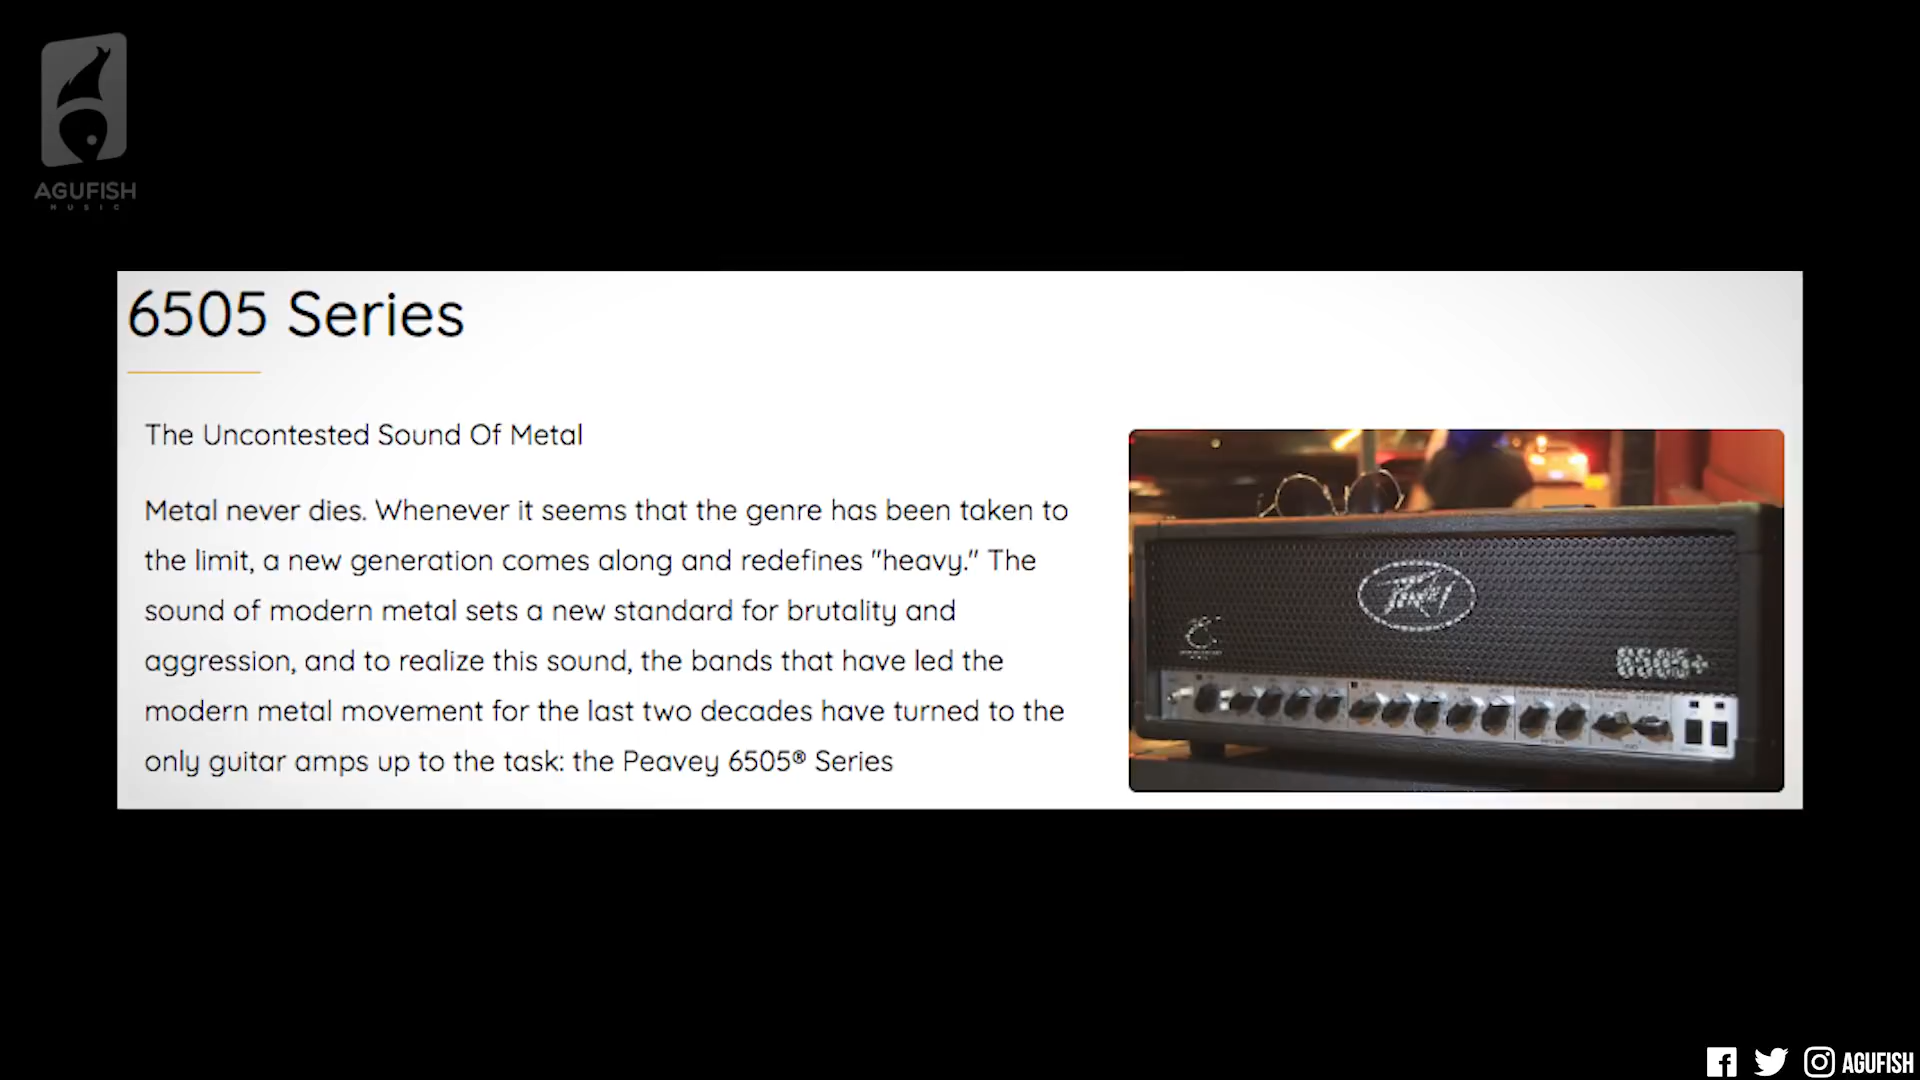 AGUFISH
MUSIC
6505 Series
The Uncontested Sound Of Metal
Metal never dies. Whenever it seems that the genre has been taken to
the limit, a new generation comes along and redefines "heavy." The
sound of modern metal sets a new standard for brutality and
aggression, and to realize this sound, the bands that have led the
modern metal movement for the last two decades have turned to the
only guitar amps up to the task: the Peavey 6505® Series
PEAVEY
6505+
AGUFISH